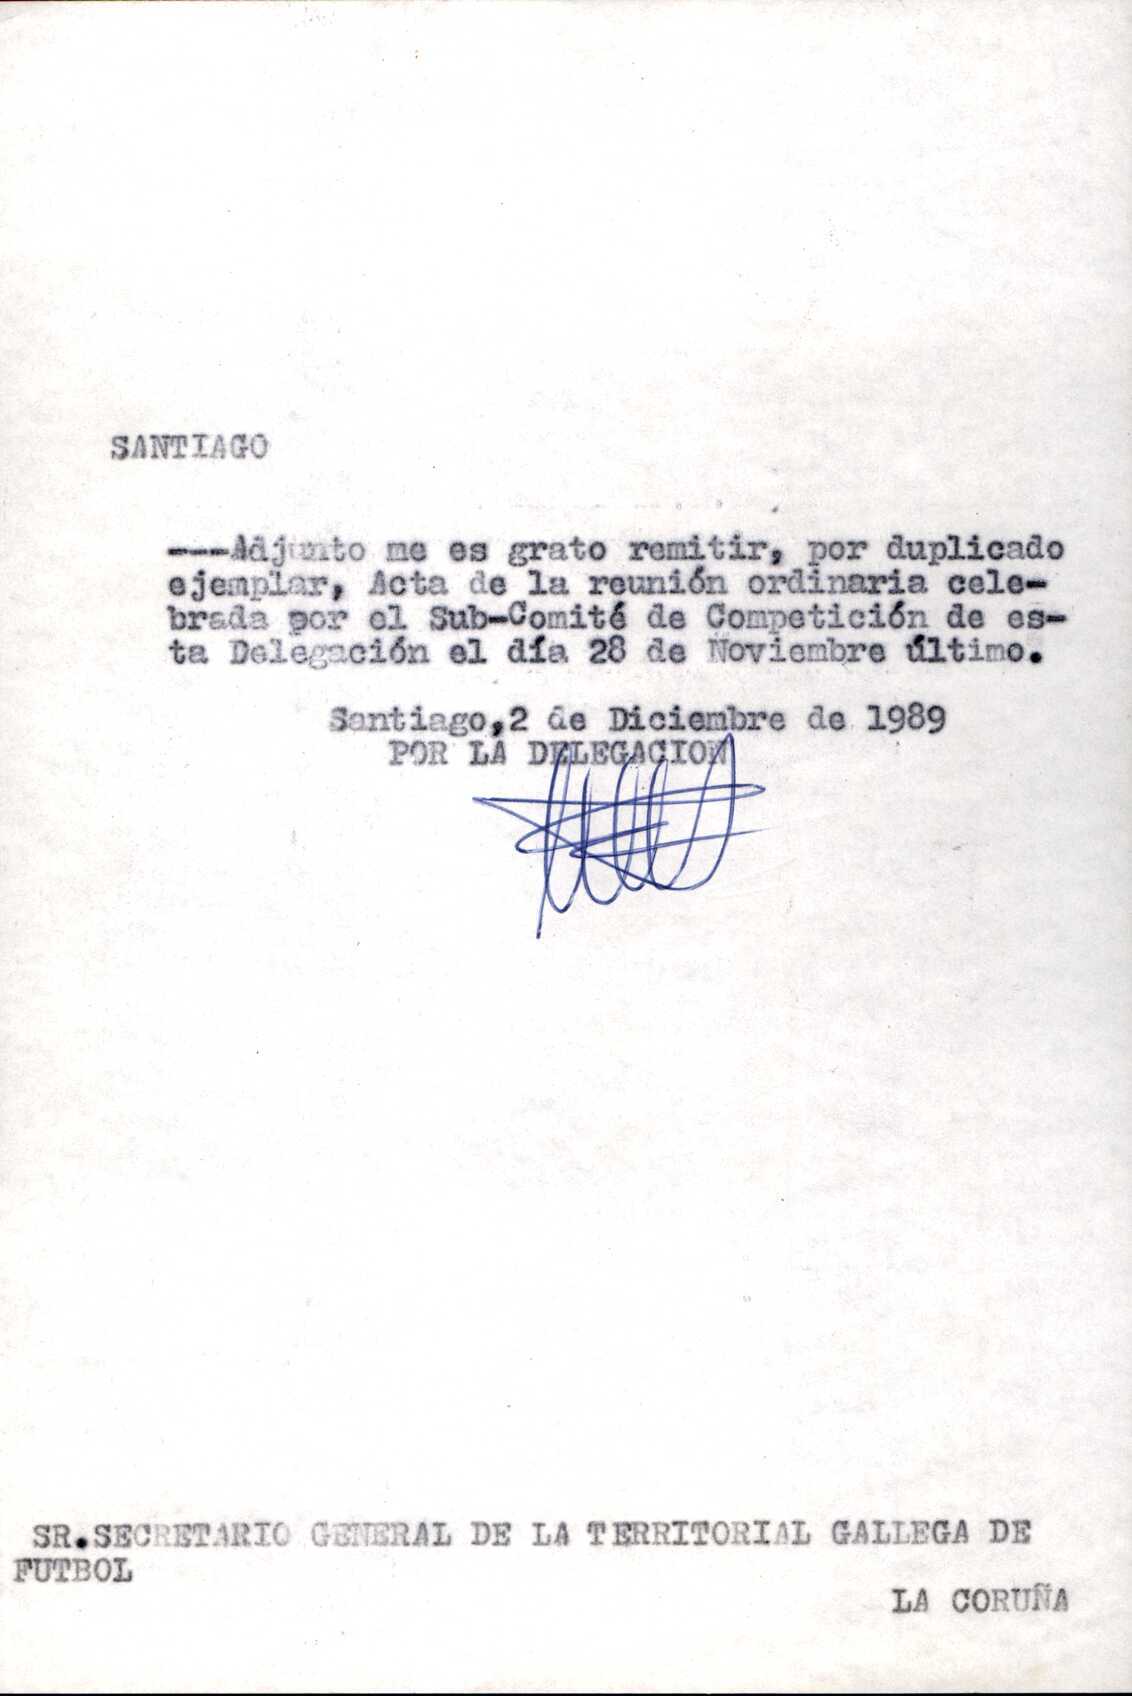 SANTIAGO
---Adjunto me es grato remitir, por duplicado
ejemplar, Acta de la reunión ordinaria cele-
brada por el Sub-Comité de Competición de es-
ta Delegación el día 28 de Noviembre último.
Santiago,2 de Diciembre de 1989
POR LA DELEGACION
SR.SECRETARIO GENERAL DE LA TERRITORIAL GALLEGA DE
FUTBOL
LA CORUÑA